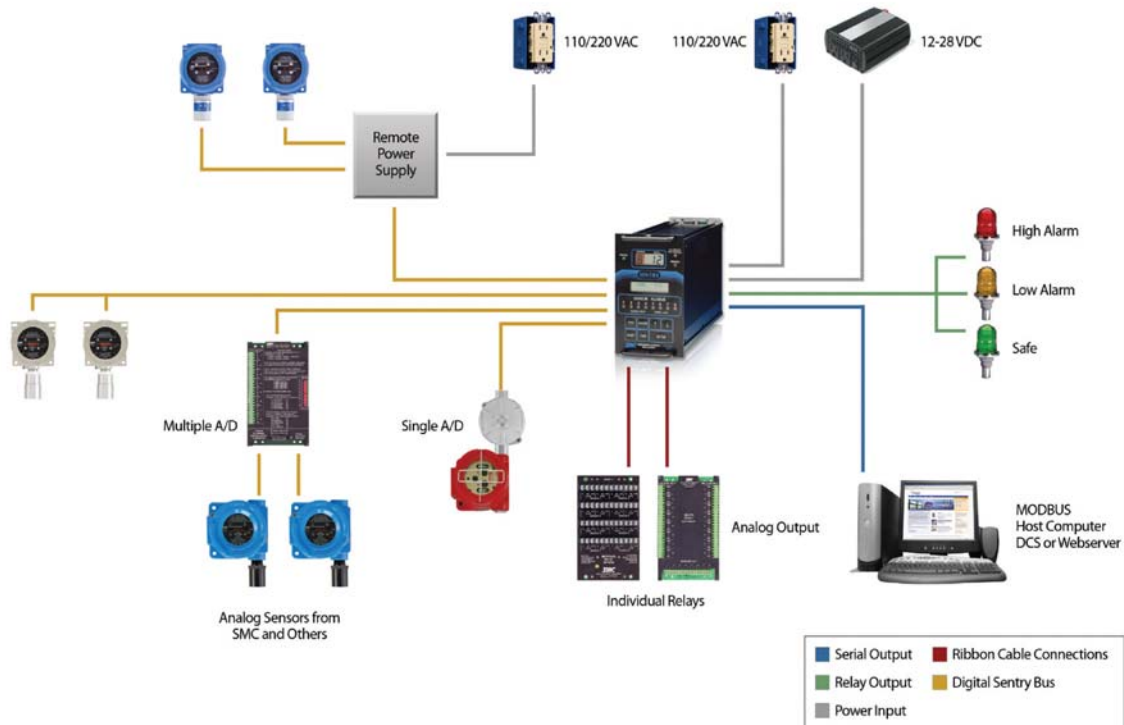 110/220 VAC
110/220 VAC
12-28 VDC
Remote
Power
Supply
High Alarm
Low Alarm
Safe
Multiple A/D
Single A/D
Analog Output
MODBUS
Host Computer
DCS or Webserver
Individual Relays
Analog Sensors from
SMC and Others
Serial Output
Ribbon Cable Connections
Relay Output
Digital Sentry Bus
Power Input